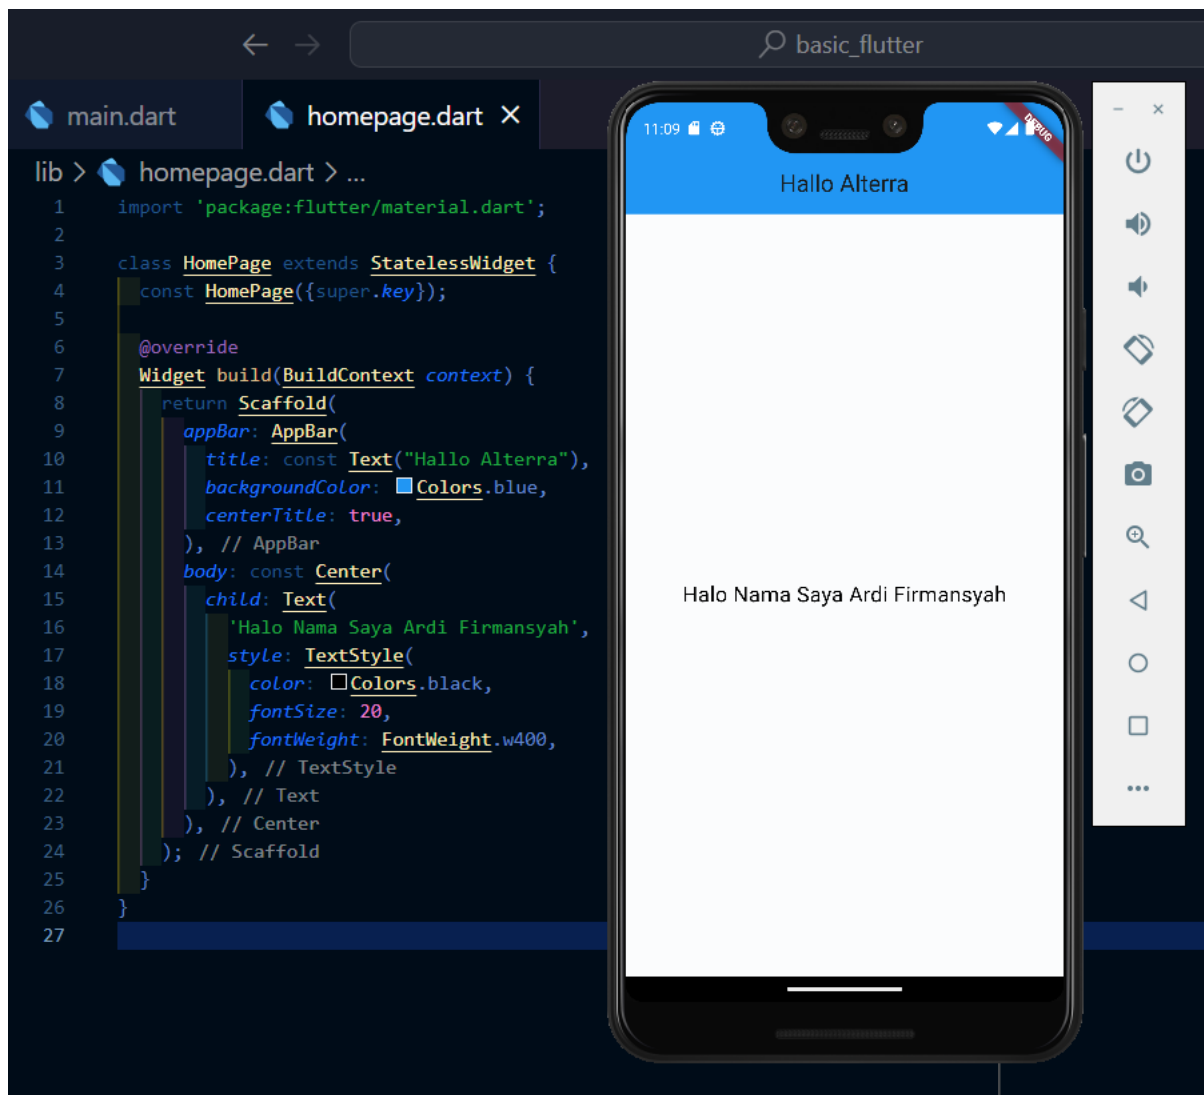 basic_flutter
main.dart
homepage.dart
lib > homepage.dart > ...
1 import 'package:flutter/material.dart';
2
3 class HomePage extends StatelessWidget {
4 const HomePage({super.key});
5
6 @override
7 Widget build(BuildContext context) {
8 return Scaffold(
9 appBar: AppBar(
10 title: const Text("Hallo Alterra"),
11 backgroundColor: Colors.blue,
12 centerTitle: true,
13 ), // AppBar
14 body: const Center(
15 child: Text(
16 'Halo Nama Saya Ardi Firmansyah',
17 style: TextStyle(
18 color: Colors.black,
19 fontSize: 20,
20 fontWeight: FontWeight.w400,
21 ), // TextStyle
22 ), // Text
23 ), // Center
24 ); // Scaffold
25 }
26 }
27
11:09
DEBUG
Hallo Alterra
Halo Nama Saya Ardi Firmansyah